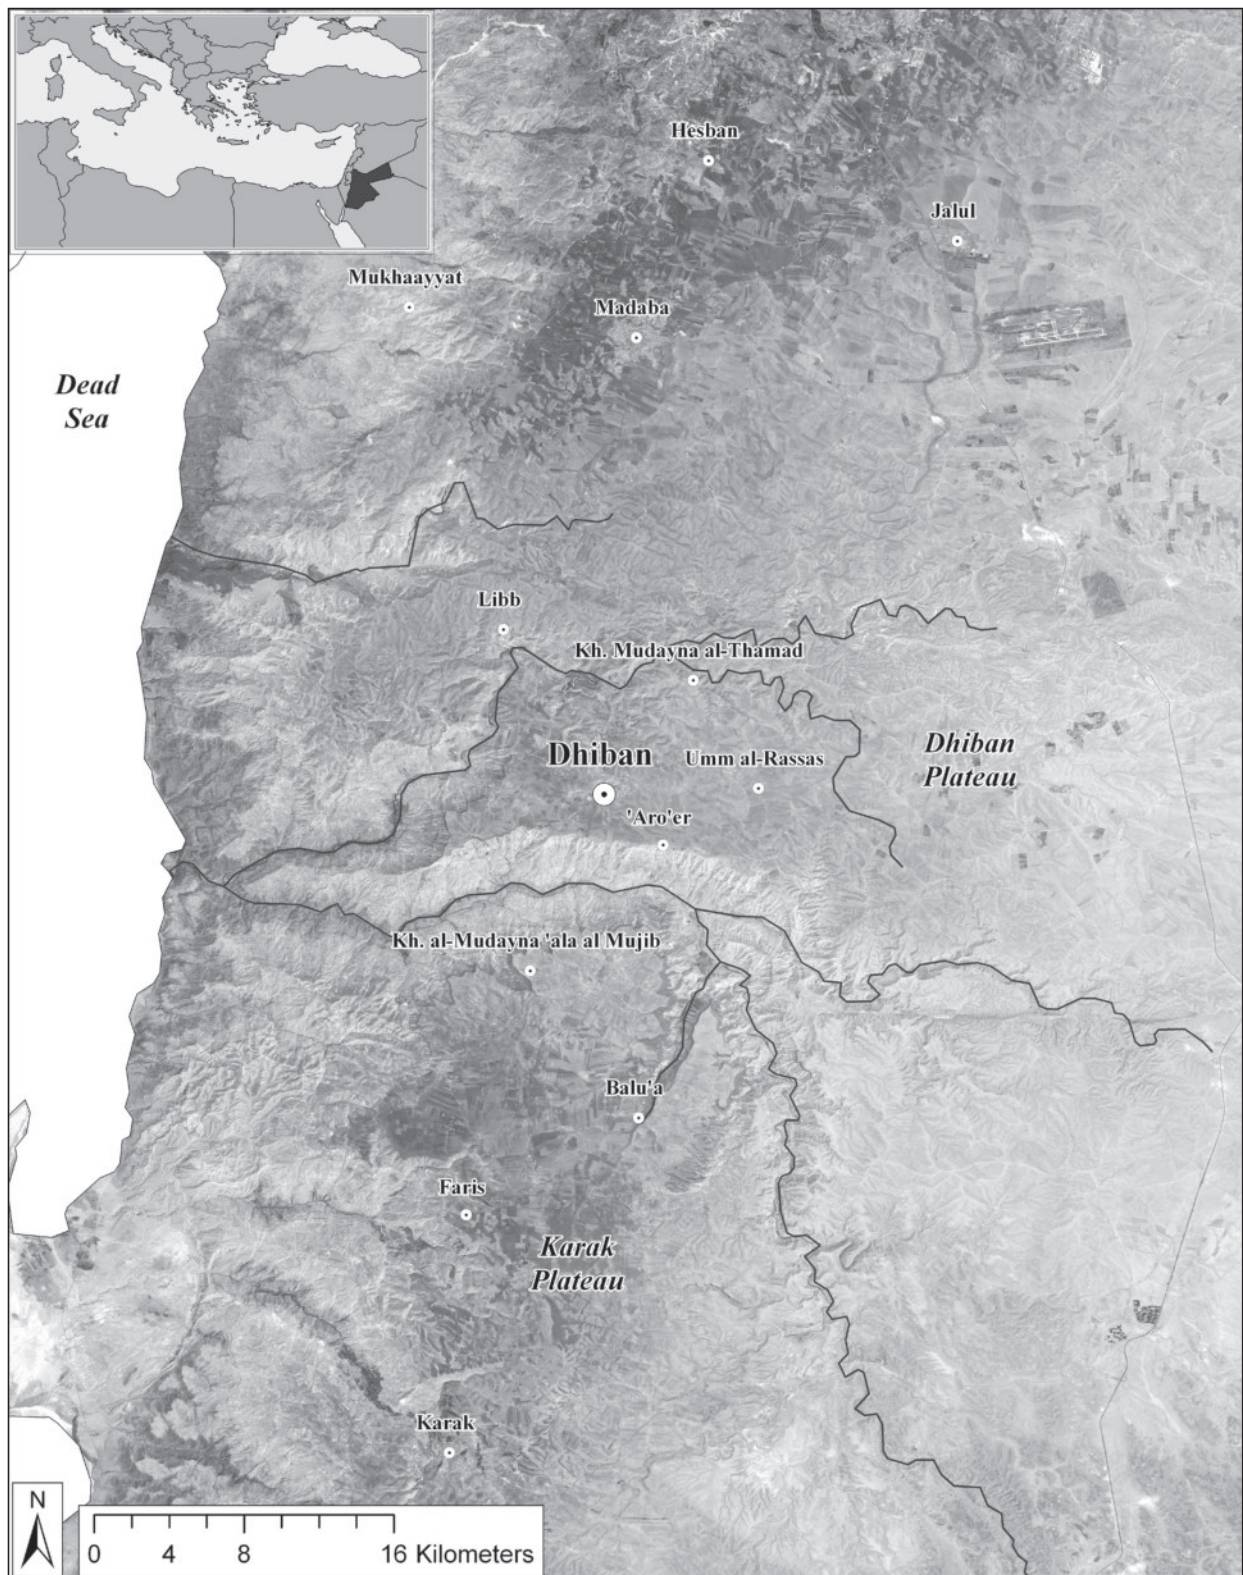 Hesban
Jalul
Mukhaayyat
Madaba
Dead
Sea
Libb
Kh. Mudayna al-Thamad
Dhiban
Umm al-Rassas
Dhiban
Plateau
'Aro'er
Kh. al-Mudayna 'ala al Mujib
Balu'a
Faris
Karak
Plateau
Karak
N
0 4 8 16 Kilometers